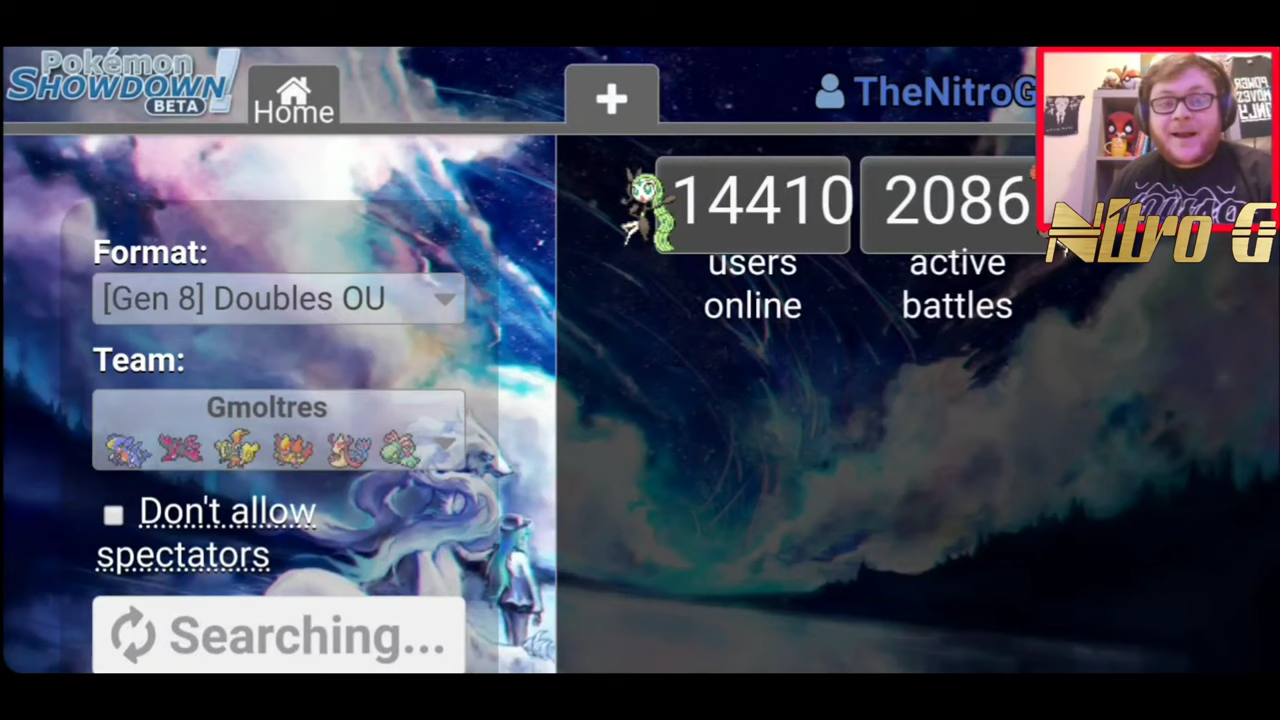 Pokémon
SHOWDOWN!
BETA
Home
TheNitroG
14410
2086
users
online
active
battles
Nitro G
Format:
[Gen 8] Doubles OU
Team:
Gmoltres
Don't allow
spectators
Searching...